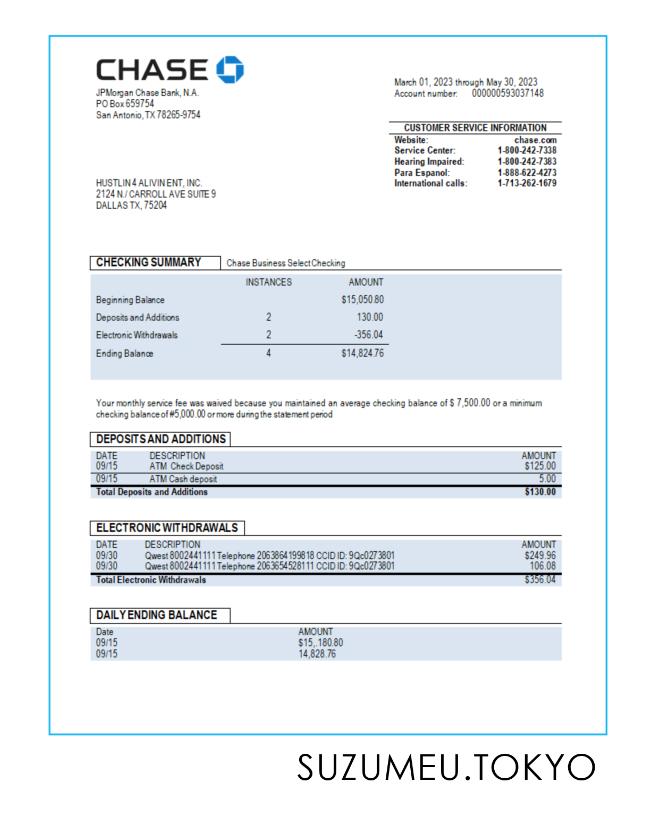 CHASE
JPMorgan Chase Bank, N.A.
PO Box 659754
San Antonio, TX 78265-9754
March 01, 2023 through May 30, 2023
Account number: 000000593037148
CUSTOMER SERVICE INFORMATION
Website: chase.com
Service Center: 1-800-242-7338
Hearing Impaired: 1-800-242-7383
Para Espanol: 1-888-622-4273
International calls: 1-713-262-1679
HUSTLIN 4 ALIVIN ENT, INC.
2124 N./ CARROLL AVE SUITE 9
DALLAS TX, 75204
CHECKING SUMMARY Chase Business Select Checking
INSTANCES AMOUNT
Beginning Balance $15,050.80
Deposits and Additions 2 130.00
Electronic Withdrawals 2 -356.04
Ending Balance 4 $14,824.76
Your monthly service fee was waived because you maintained an average checking balance of $ 7,500.00 or a minimum
checking balance of #5,000.00 or more during the statement period
DEPOSITS AND ADDITIONS
DATE DESCRIPTION AMOUNT
09/15 ATM Check Deposit $125.00
09/15 ATM Cash deposit 5.00
Total Deposits and Additions $130.00
ELECTRONIC WITHDRAWALS
DATE DESCRIPTION AMOUNT
09/30 Qwest 8002441111 Telephone 2063864199818 CCID ID: 9Qc0273801 $249.96
09/30 Qwest 8002441111 Telephone 2063654528111 CCID ID: 9Qc0273801 106.08
Total Electronic Withdrawals $356.04
DAILY ENDING BALANCE
Date AMOUNT
09/15 $15,.180.80
09/15 14,828.76
SUZUMEU.TOKYO